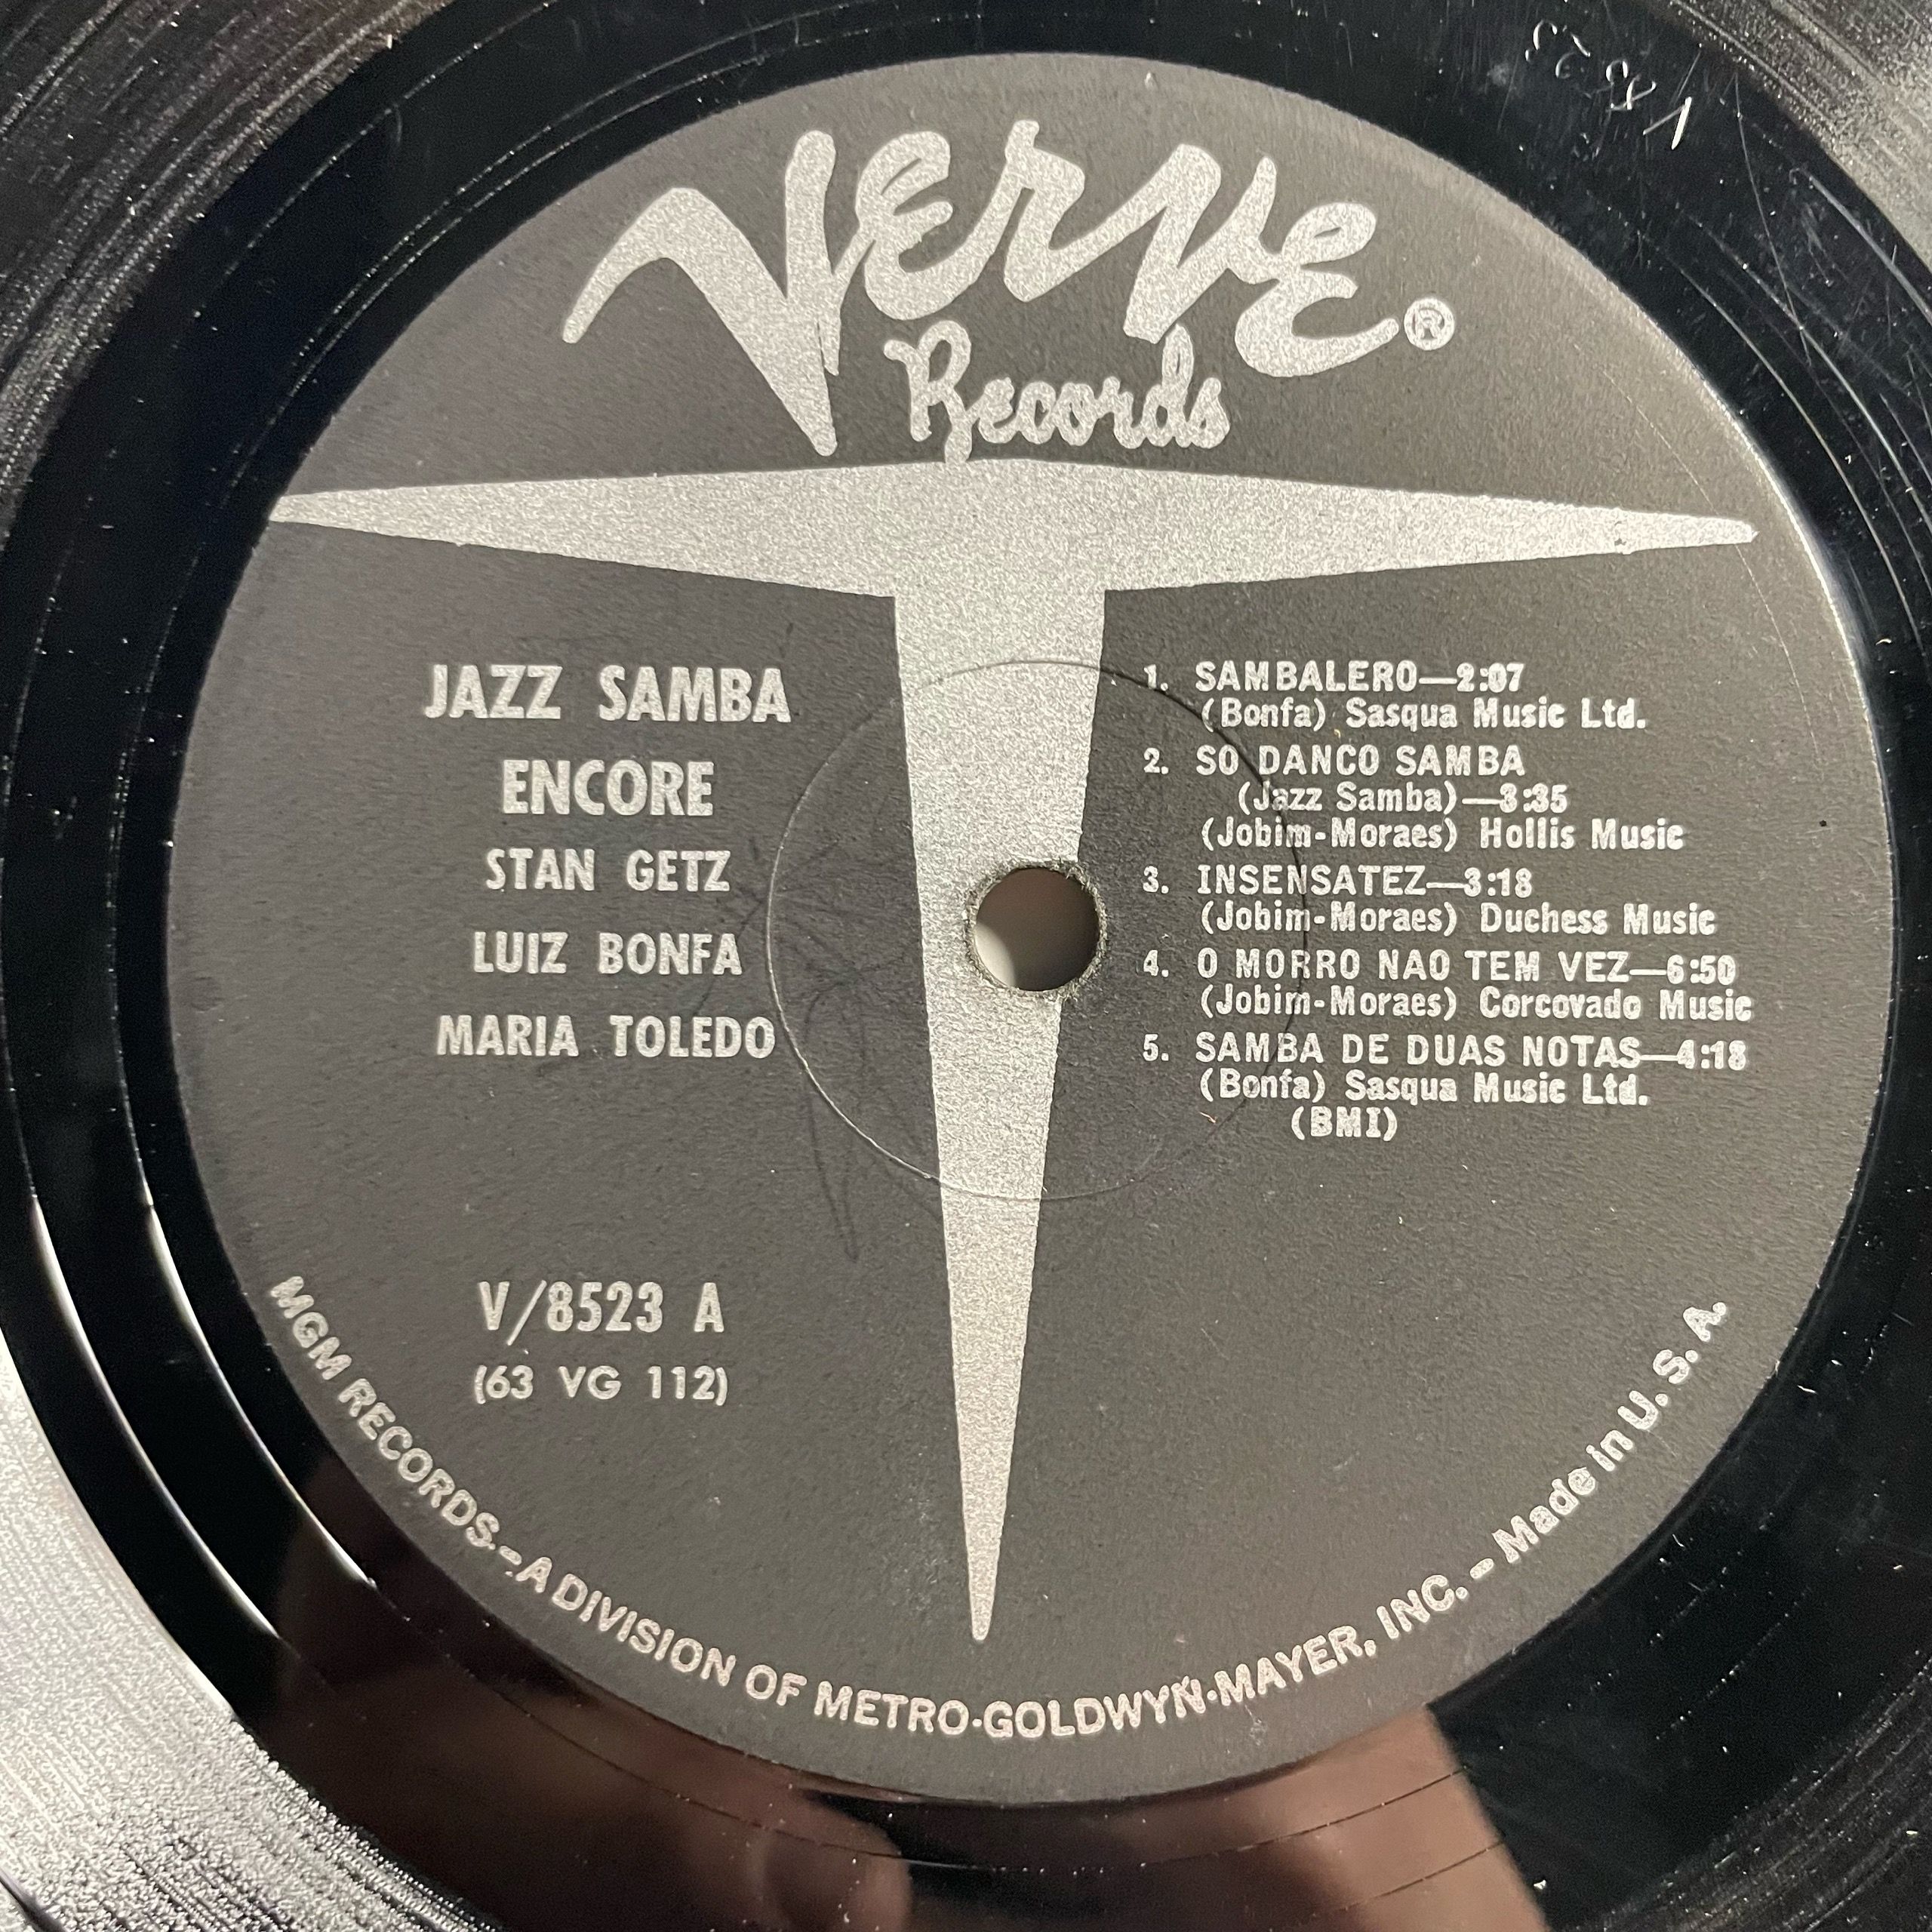 Verve®
Records
JAZZ SAMBA
ENCORE
STAN GETZ
LUIZ BONFA
MARIA TOLEDO
1. SAMBALERO—2:07
(Bonfa) Sasqua Music Ltd.
2. SO DANCO SAMBA
(Jazz Samba)—3:35
(Jobim-Moraes) Hollis Music
3. INSENSATEZ—3:18
(Jobim-Moraes) Duchess Music
4. O MORRO NAO TEM VEZ—6:50
(Jobim-Moraes) Corcovado Music
5. SAMBA DE DUAS NOTAS—4:18
(Bonfa) Sasqua Music Ltd.
(BMI)
V/8523 A
(63 VG 112)
MGM RECORDS—A DIVISION OF METRO-GOLDWYN-MAYER, INC.—Made in U. S. A.